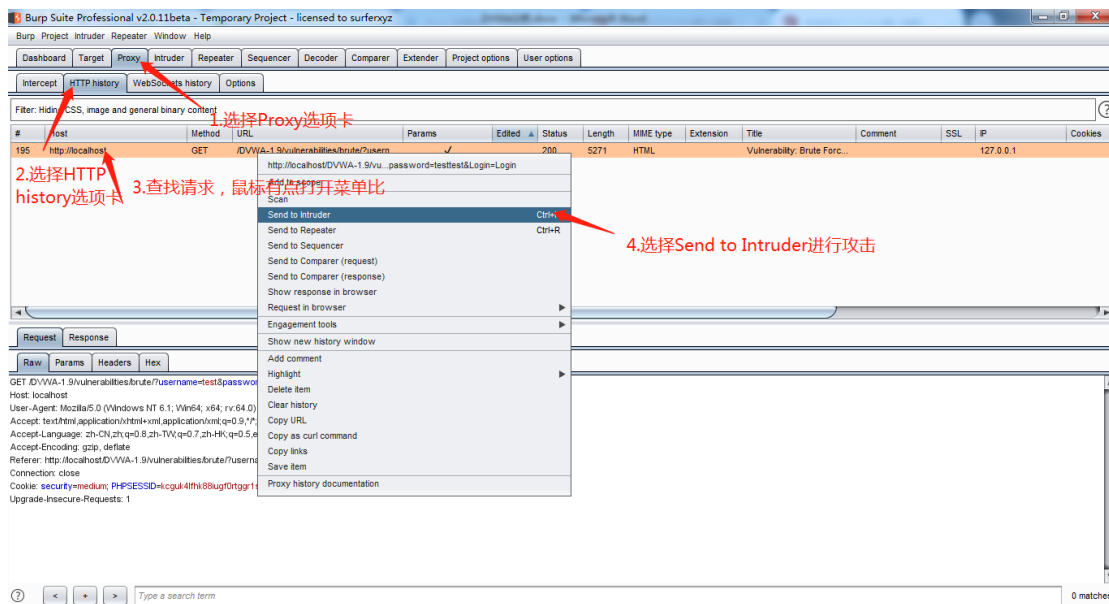 Burp Suite Professional v2.0.11beta - Temporary Project - licensed to surferxyz
Burp Project Intruder Repeater Window Help
Dashboard Target Proxy Intruder Repeater Sequencer Decoder Comparer Extender Project options User options
Intercept HTTP history WebSockets history Options
Filter: Hiding CSS, image and general binary content
1.选择Proxy选项卡
# Host Method URL Params Edited Status Length MIME type Extension Title Comment SSL IP Cookies
195 http://localhost GET /DVWA-1.9/vulnerabilities/brute/?usern... ✓ 200 5271 HTML Vulnerability: Brute Forc... 127.0.0.1
2.选择HTTP
history选项卡
3.查找请求，鼠标右点打开菜单比
http://localhost/DVWA-1.9/vu...password=testtest&Login=Login
Add to scope
Scan
Send to Intruder Ctrl+I
4.选择Send to Intruder进行攻击
Send to Repeater Ctrl+R
Send to Sequencer
Send to Comparer (request)
Send to Comparer (response)
Show response in browser
Request in browser
Engagement tools
Show new history window
Add comment
Highlight
Delete item
Clear history
Copy URL
Copy as curl command
Copy links
Save item
Proxy history documentation
Request Response
Raw Params Headers Hex
GET /DVWA-1.9/vulnerabilities/brute/?username=test&passwor
Host: localhost
User-Agent: Mozilla/5.0 (Windows NT 6.1; Win64; x64; rv:64.0)
Accept: text/html,application/xhtml+xml,application/xml;q=0.9,*/*;
Accept-Language: zh-CN,zh;q=0.8,zh-TW;q=0.7,zh-HK;q=0.5,e
Accept-Encoding: gzip, deflate
Referer: http://localhost/DVWA-1.9/vulnerabilities/brute/?userna
Connection: close
Cookie: security=medium; PHPSESSID=kcguk4lfhk88iugf0rtggr1s
Upgrade-Insecure-Requests: 1
? < + > Type a search term 0 matches